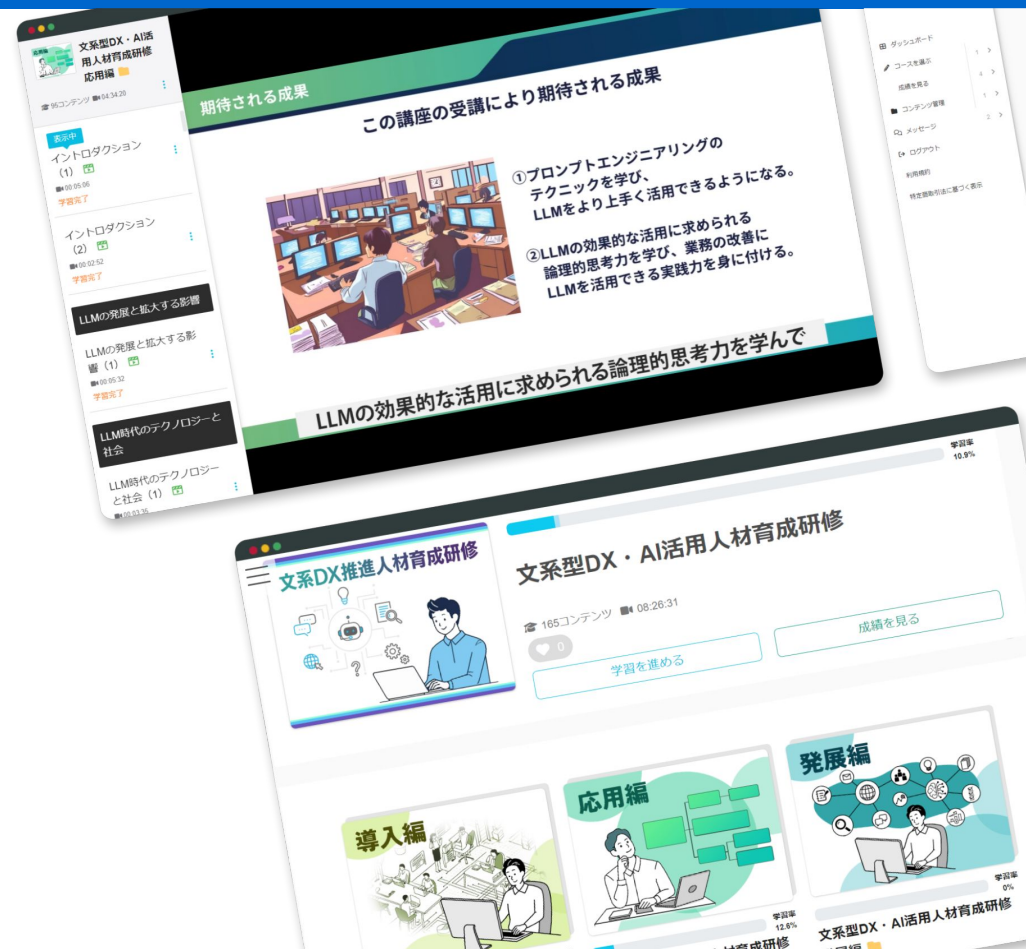 応用編
文系型DX・AI活
用人材育成研修
応用編
95コンテンツ 04:34:20
表示中
イントロダクション
(1)
00:05:06
学習完了
イントロダクション
(2)
00:02:52
学習完了
LLMの発展と拡大する影響
LLMの発展と拡大する影
響（1）
00:05:32
学習完了
LLM時代のテクノロジーと
社会
LLM時代のテクノロジー
と社会（1）
00:03:36
期待される成果
この講座の受講により期待される成果
①プロンプトエンジニアリングの
テクニックを学び、
LLMをより上手く活用できるようになる。
②LLMの効果的な活用に求められる
論理的思考力を学び、業務の改善に
LLMを活用できる実践力を身に付ける。
LLMの効果的な活用に求められる論理的思考力を学んで
ダッシュボード
コースを選ぶ
成績を見る
コンテンツ管理
メッセージ
ログアウト
利用規約
特定商取引法に基づく表示
学習率
10.9%
文系DX推進人材育成研修
文系型DX・AI活用人材育成研修
165コンテンツ 08:26:31
0
学習を進める
成績を見る
導入編
応用編
学習率
12.6%
発展編
学習率
0%
文系型DX・AI活用人材育成研修